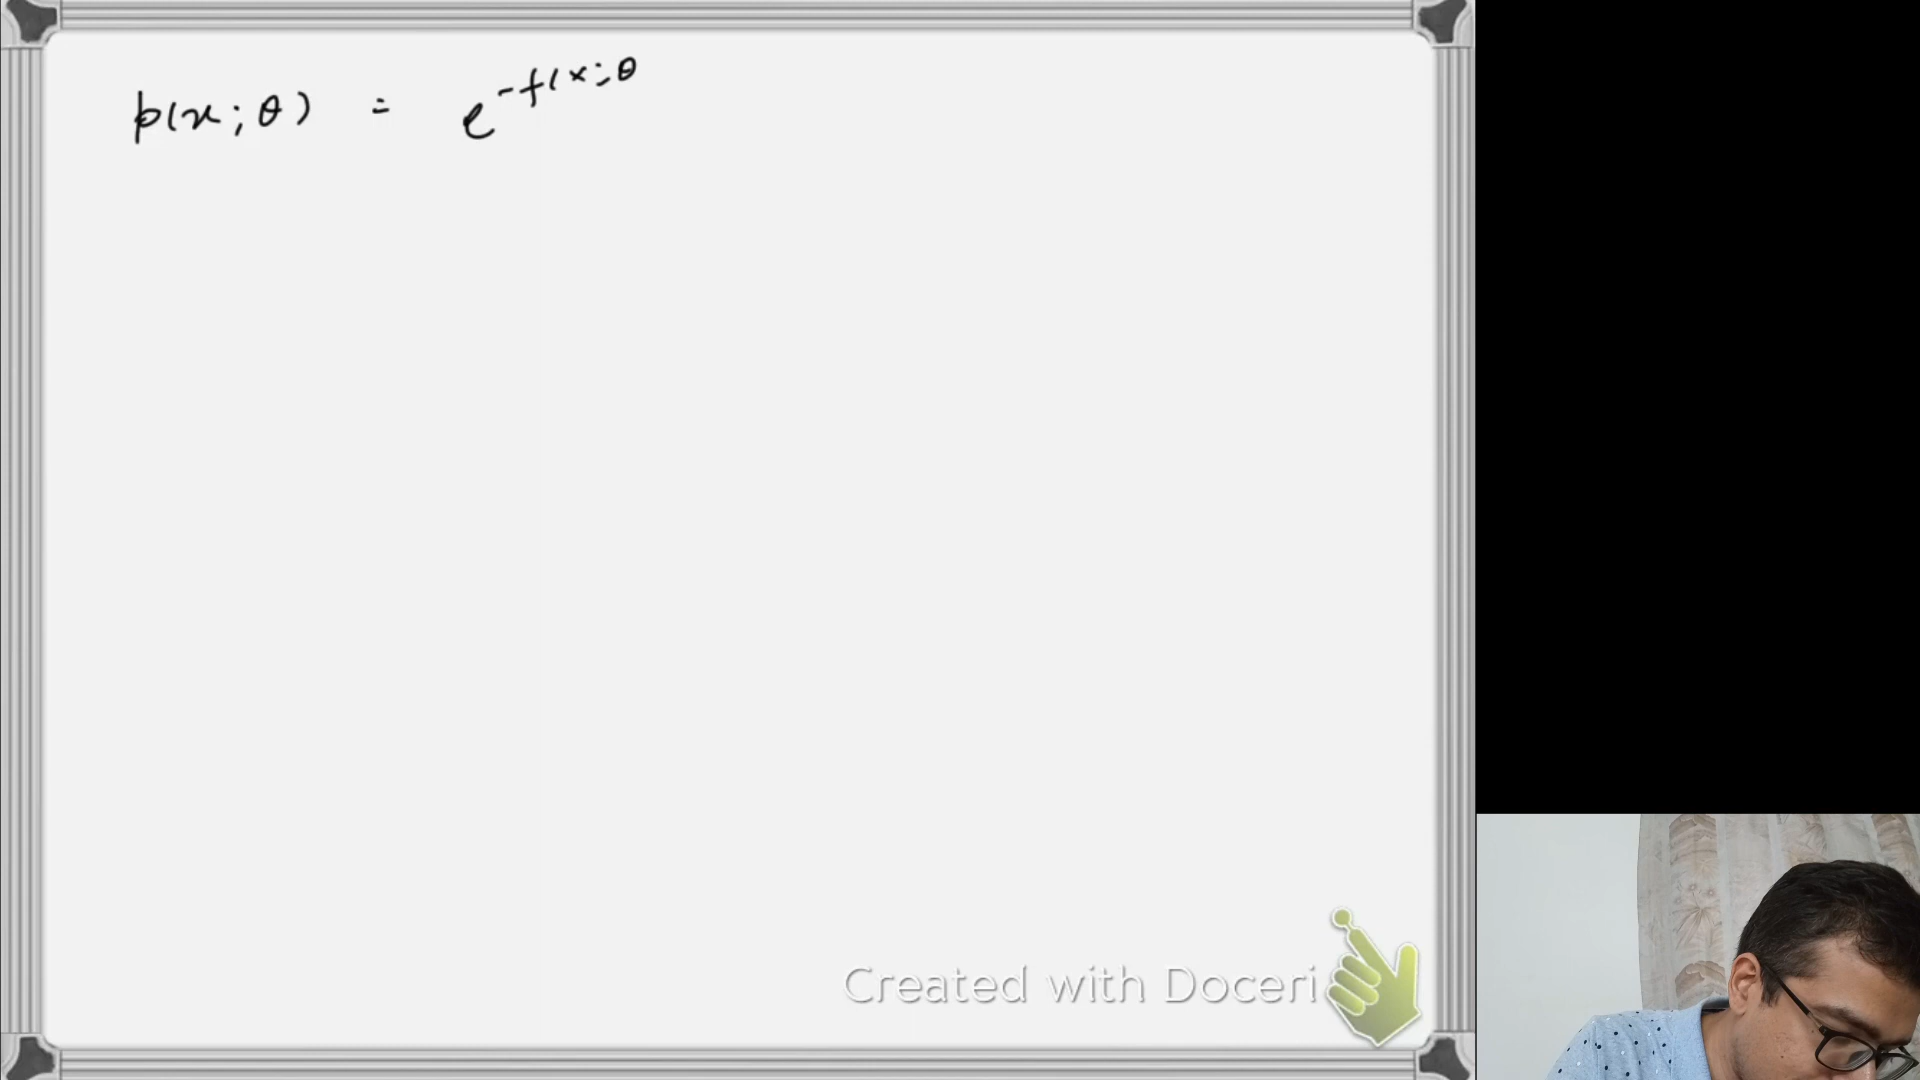 p(x; θ) = e^{-f(x; θ}
Created with Doceri